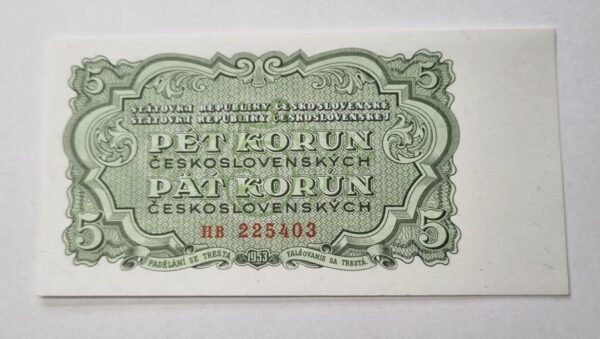 5 5
STÁTOVKA REPUBLIKY ČESKOSLOVENSKÉ
ŠTÁTOVKA REPUBLIKY ČESKOSLOVENSKEJ
PĚT KORUN
ČESKOSLOVENSKÝCH
PÄŤ KORÚN
ČESKOSLOVENSKÝCH
HB 225403
5 5
PADĚLÁNÍ SE TRESTÁ 1953 FALŠOVANIE SA TRESTÁ